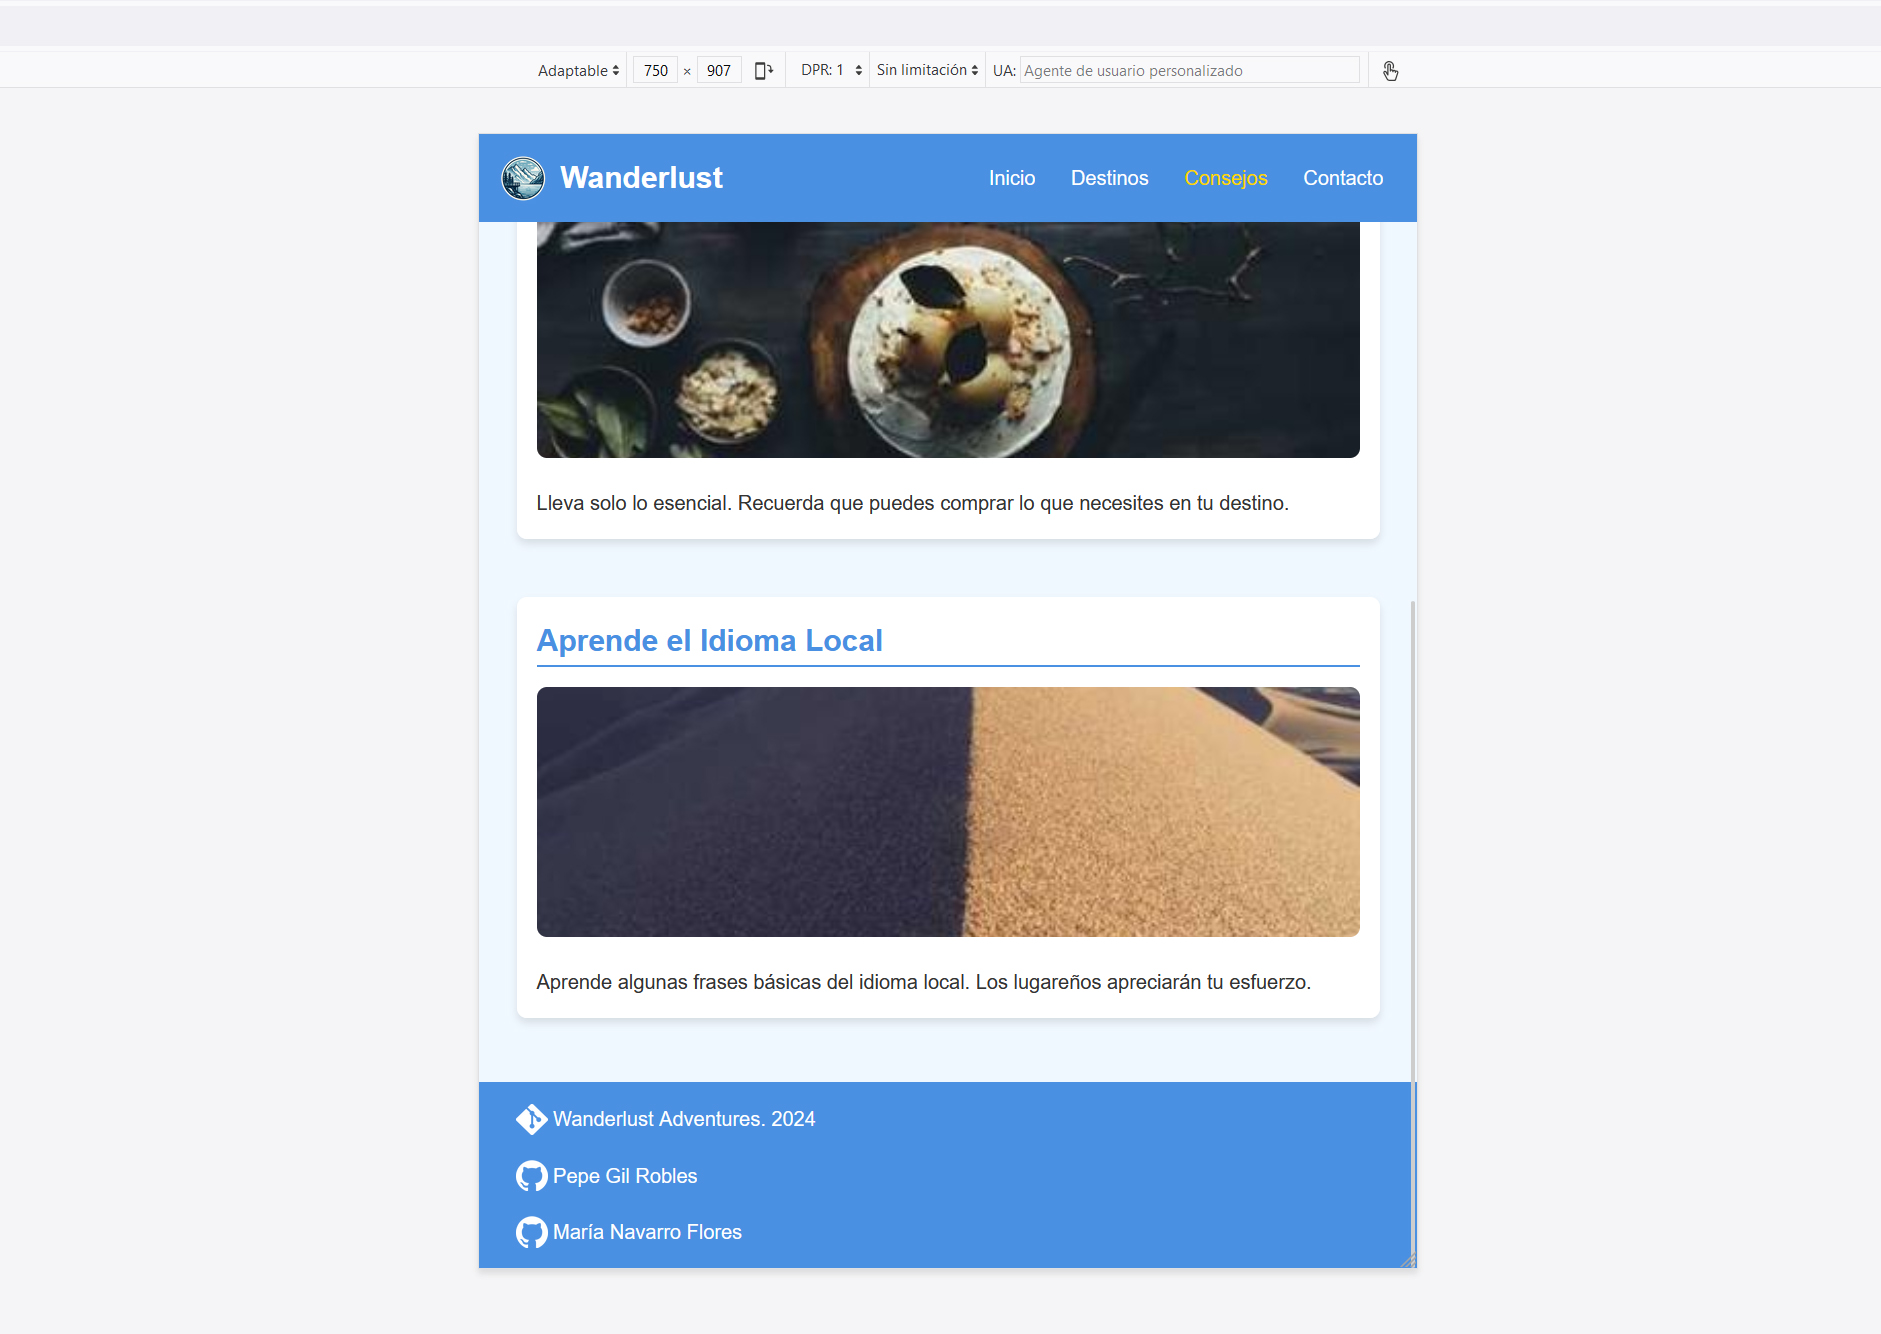 Adaptable 750 × 907 DPR: 1 Sin limitación UA: Agente de usuario personalizado
Wanderlust Inicio Destinos Consejos Contacto
Lleva solo lo esencial. Recuerda que puedes comprar lo que necesites en tu destino.
Aprende el Idioma Local
Aprende algunas frases básicas del idioma local. Los lugareños apreciarán tu esfuerzo.
Wanderlust Adventures. 2024
Pepe Gil Robles
María Navarro Flores